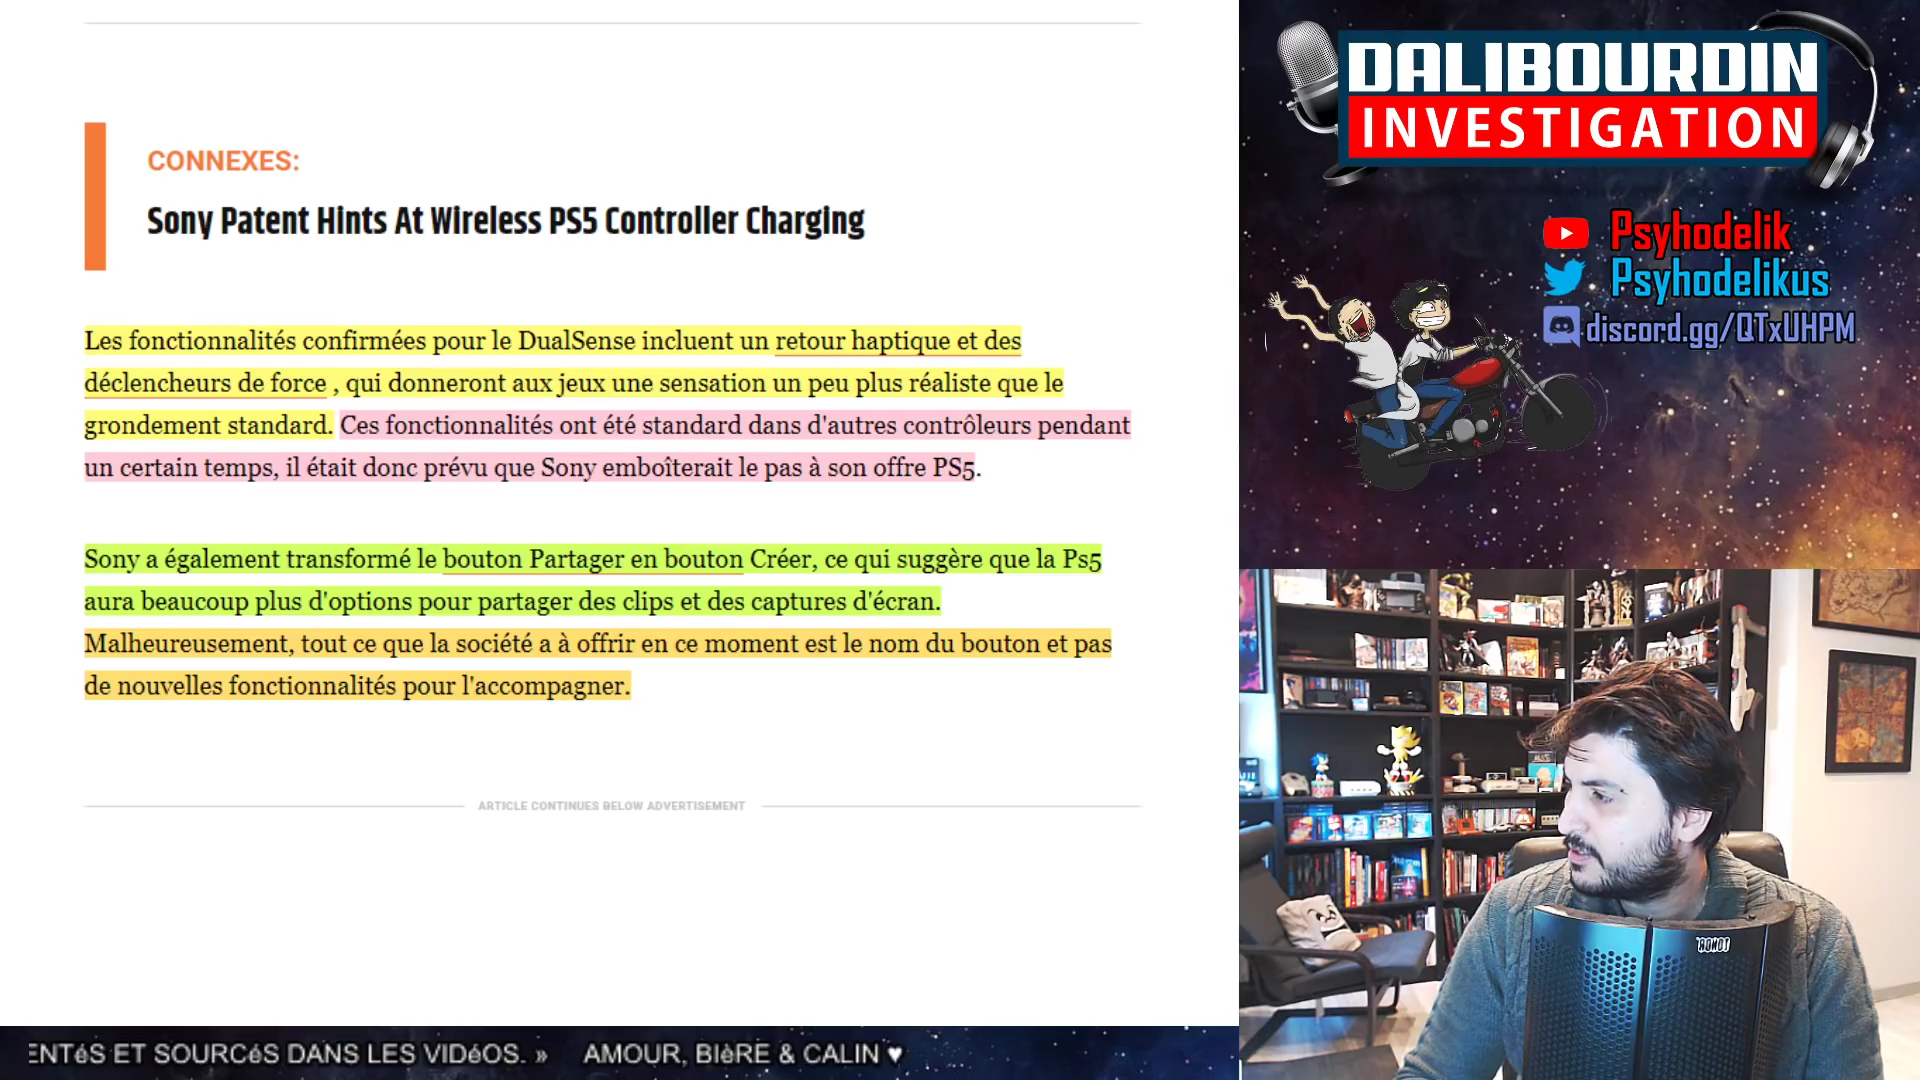 CONNEXES:
Sony Patent Hints At Wireless PS5 Controller Charging
Les fonctionnalités confirmées pour le DualSense incluent un retour haptique et des
déclencheurs de force , qui donneront aux jeux une sensation un peu plus réaliste que le
grondement standard. Ces fonctionnalités ont été standard dans d'autres contrôleurs pendant
un certain temps, il était donc prévu que Sony emboîterait le pas à son offre PS5.
Sony a également transformé le bouton Partager en bouton Créer, ce qui suggère que la Ps5
aura beaucoup plus d'options pour partager des clips et des captures d'écran.
Malheureusement, tout ce que la société a à offrir en ce moment est le nom du bouton et pas
de nouvelles fonctionnalités pour l'accompagner.
ARTICLE CONTINUES BELOW ADVERTISEMENT
ENTéS ET SOURCéS DANS LES VIDéOS. » AMOUR, BIèRE & CALIN ♥
DALIBOURDIN
INVESTIGATION
Psyhodelik
Psyhodelikus
discord.gg/QTxUHPM